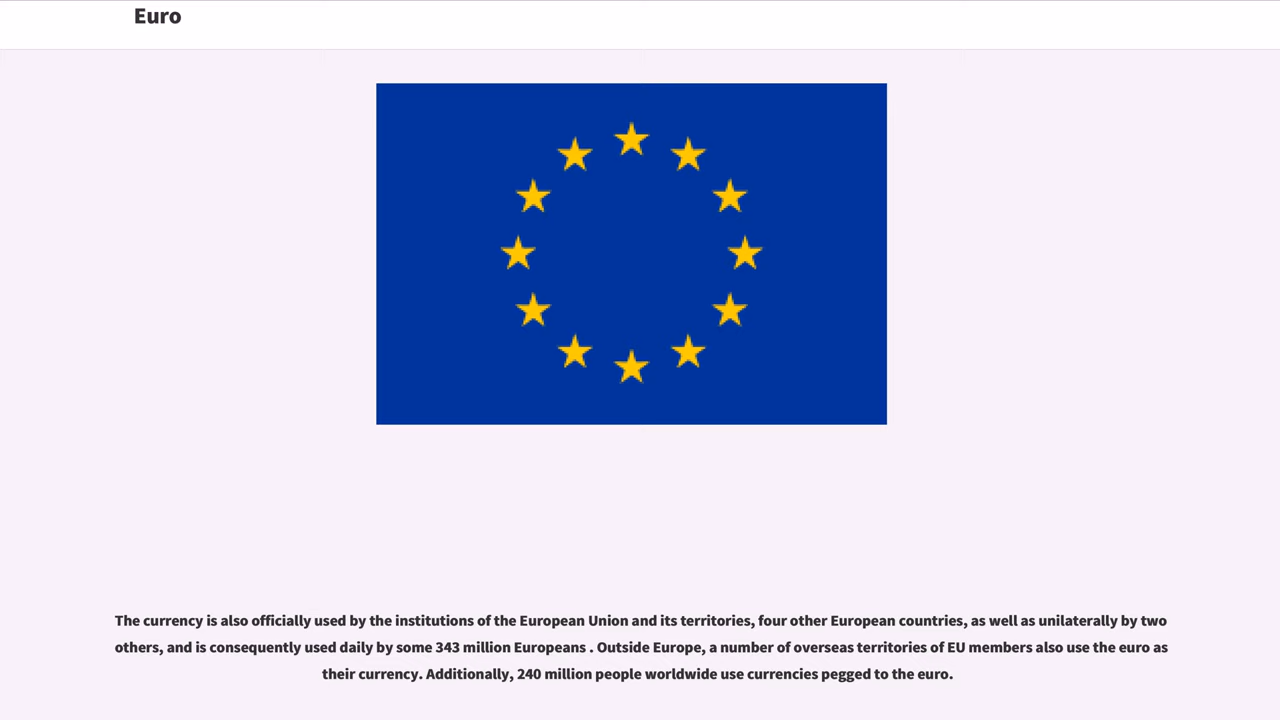 Euro
The currency is also officially used by the institutions of the European Union and its territories, four other European countries, as well as unilaterally by two
others, and is consequently used daily by some 343 million Europeans . Outside Europe, a number of overseas territories of EU members also use the euro as
their currency. Additionally, 240 million people worldwide use currencies pegged to the euro.